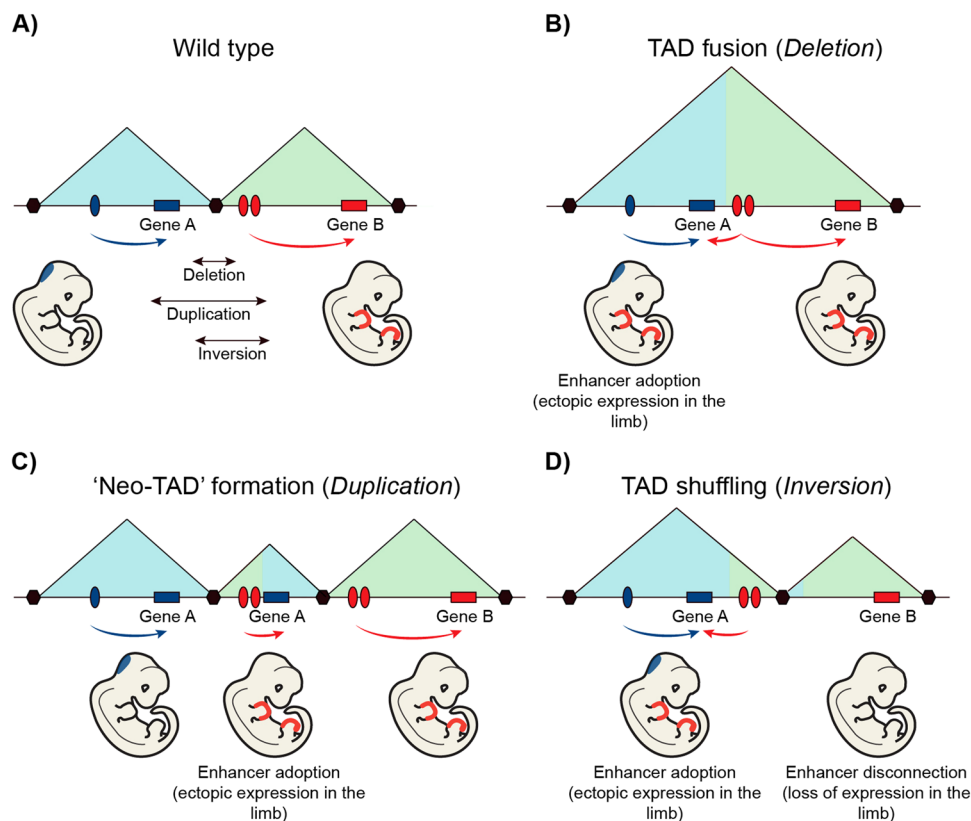 A)
Wild type
Gene A
Gene B
Deletion
Duplication
Inversion
B)
TAD fusion (Deletion)
Gene A
Gene B
Enhancer adoption
(ectopic expression in the
limb)
C)
‘Neo-TAD’ formation (Duplication)
Gene A
Gene A
Gene B
Enhancer adoption
(ectopic expression in the
limb)
D)
TAD shuffling (Inversion)
Gene A
Gene B
Enhancer adoption
(ectopic expression in the
limb)
Enhancer disconnection
(loss of expression in the
limb)